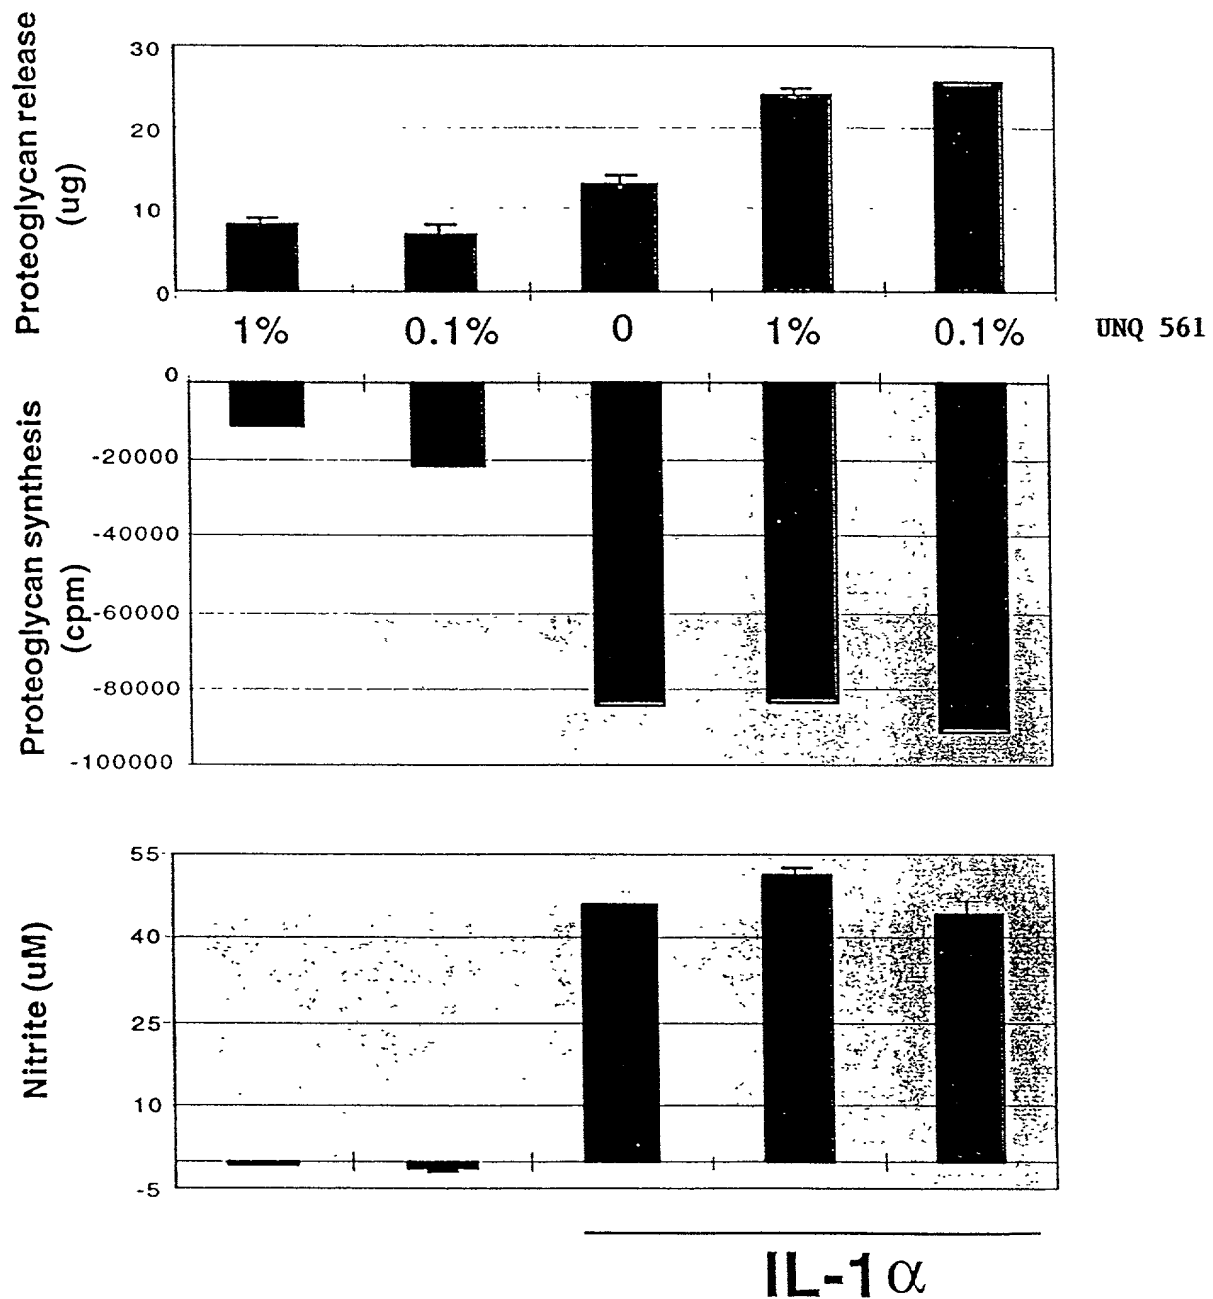 Proteoglycan release
(ug)
30
20
10
0
1% 0.1% 0 1% 0.1% UNQ 561
Proteoglycan synthesis
(cpm)
0
-20000
-40000
-60000
-80000
-100000
Nitrite (uM)
55
40
25
10
-5
IL-1α